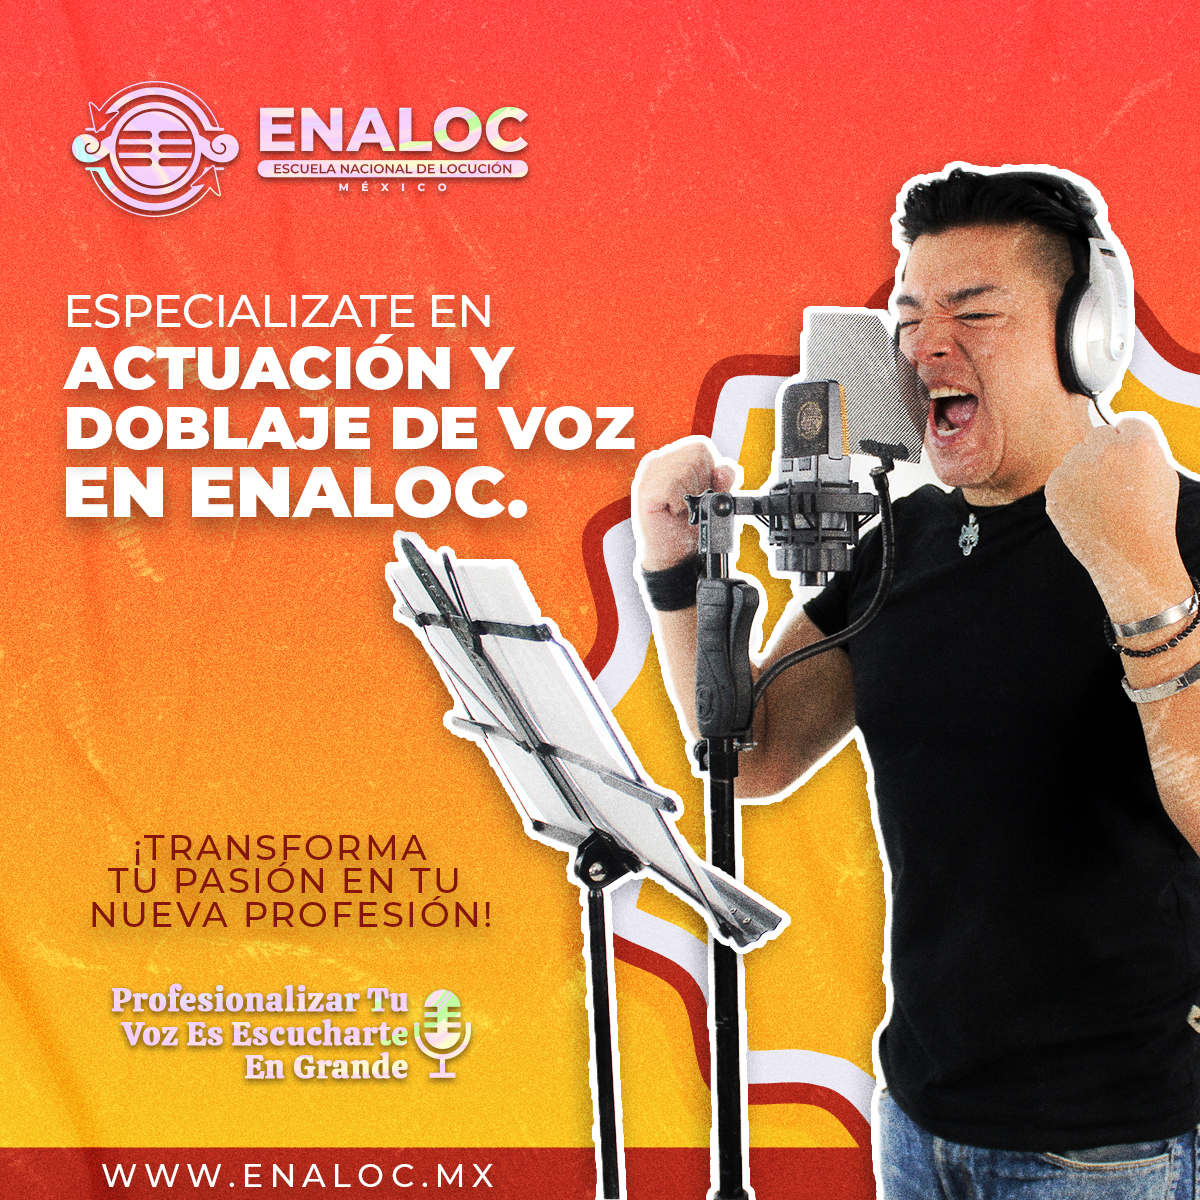 ENALOC
ESCUELA NACIONAL DE LOCUCIÓN
MÉXICO
ESPECIALIZATE EN
ACTUACIÓN Y
DOBLAJE DE VOZ
EN ENALOC.
¡TRANSFORMA
TU PASIÓN EN TU
NUEVA PROFESIÓN!
Profesionalizar Tu
Voz Es Escucharte
En Grande
WWW.ENALOC.MX